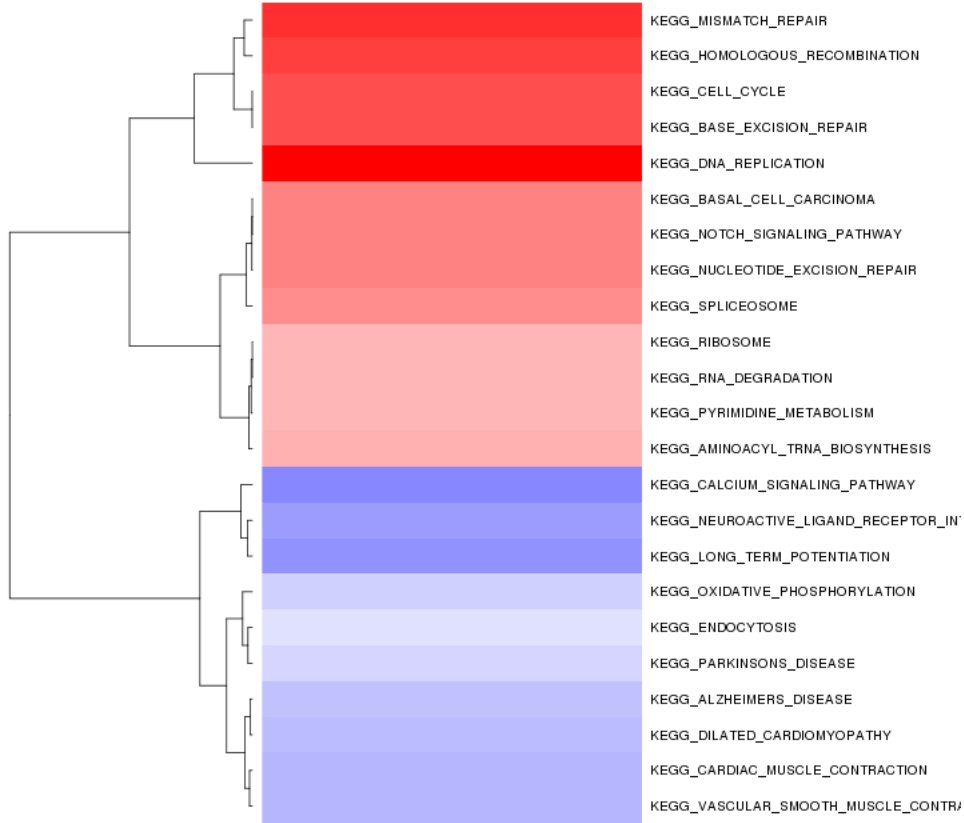 KEGG_MISMATCH_REPAIR
KEGG_HOMOLOGOUS_RECOMBINATION
KEGG_CELL_CYCLE
KEGG_BASE_EXCISION_REPAIR
KEGG_DNA_REPLICATION
KEGG_BASAL_CELL_CARCINOMA
KEGG_NOTCH_SIGNALING_PATHWAY
KEGG_NUCLEOTIDE_EXCISION_REPAIR
KEGG_SPLICEOSOME
KEGG_RIBOSOME
KEGG_RNA_DEGRADATION
KEGG_PYRIMIDINE_METABOLISM
KEGG_AMINOACYL_TRNA_BIOSYNTHESIS
KEGG_CALCIUM_SIGNALING_PATHWAY
KEGG_NEUROACTIVE_LIGAND_RECEPTOR_INT
KEGG_LONG_TERM_POTENTIATION
KEGG_OXIDATIVE_PHOSPHORYLATION
KEGG_ENDOCYTOSIS
KEGG_PARKINSONS_DISEASE
KEGG_ALZHEIMERS_DISEASE
KEGG_DILATED_CARDIOMYOPATHY
KEGG_CARDIAC_MUSCLE_CONTRACTION
KEGG_VASCULAR_SMOOTH_MUSCLE_CONTRA